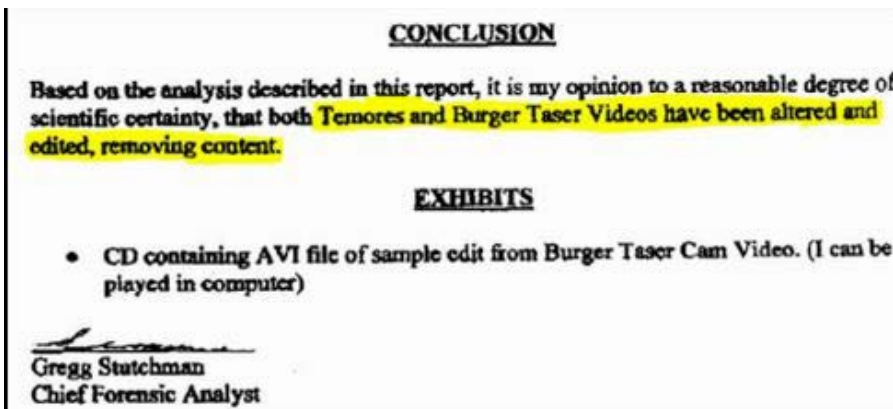 CONCLUSION
Based on the analysis described in this report, it is my opinion to a reasonable degree of
scientific certainty, that both Temores and Burger Taser Videos have been altered and
edited, removing content.
EXHIBITS
• CD containing AVI file of sample edit from Burger Taser Cam Video. (I can be
played in computer)
Gregg Stutchman
Chief Forensic Analyst